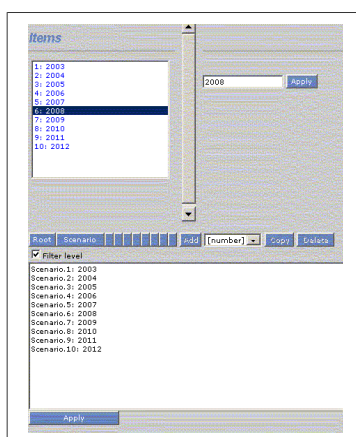 Items
1: 2003
2: 2004
3: 2005
4: 2006
5: 2007
6: 2008
7: 2009
8: 2010
9: 2011
10: 2012
2008 Apply
Root Scenario Add [number] Copy Delete
Filter level
Scenario.1: 2003
Scenario.2: 2004
Scenario.3: 2005
Scenario.4: 2006
Scenario.5: 2007
Scenario.6: 2008
Scenario.7: 2009
Scenario.8: 2010
Scenario.9: 2011
Scenario.10: 2012
Apply